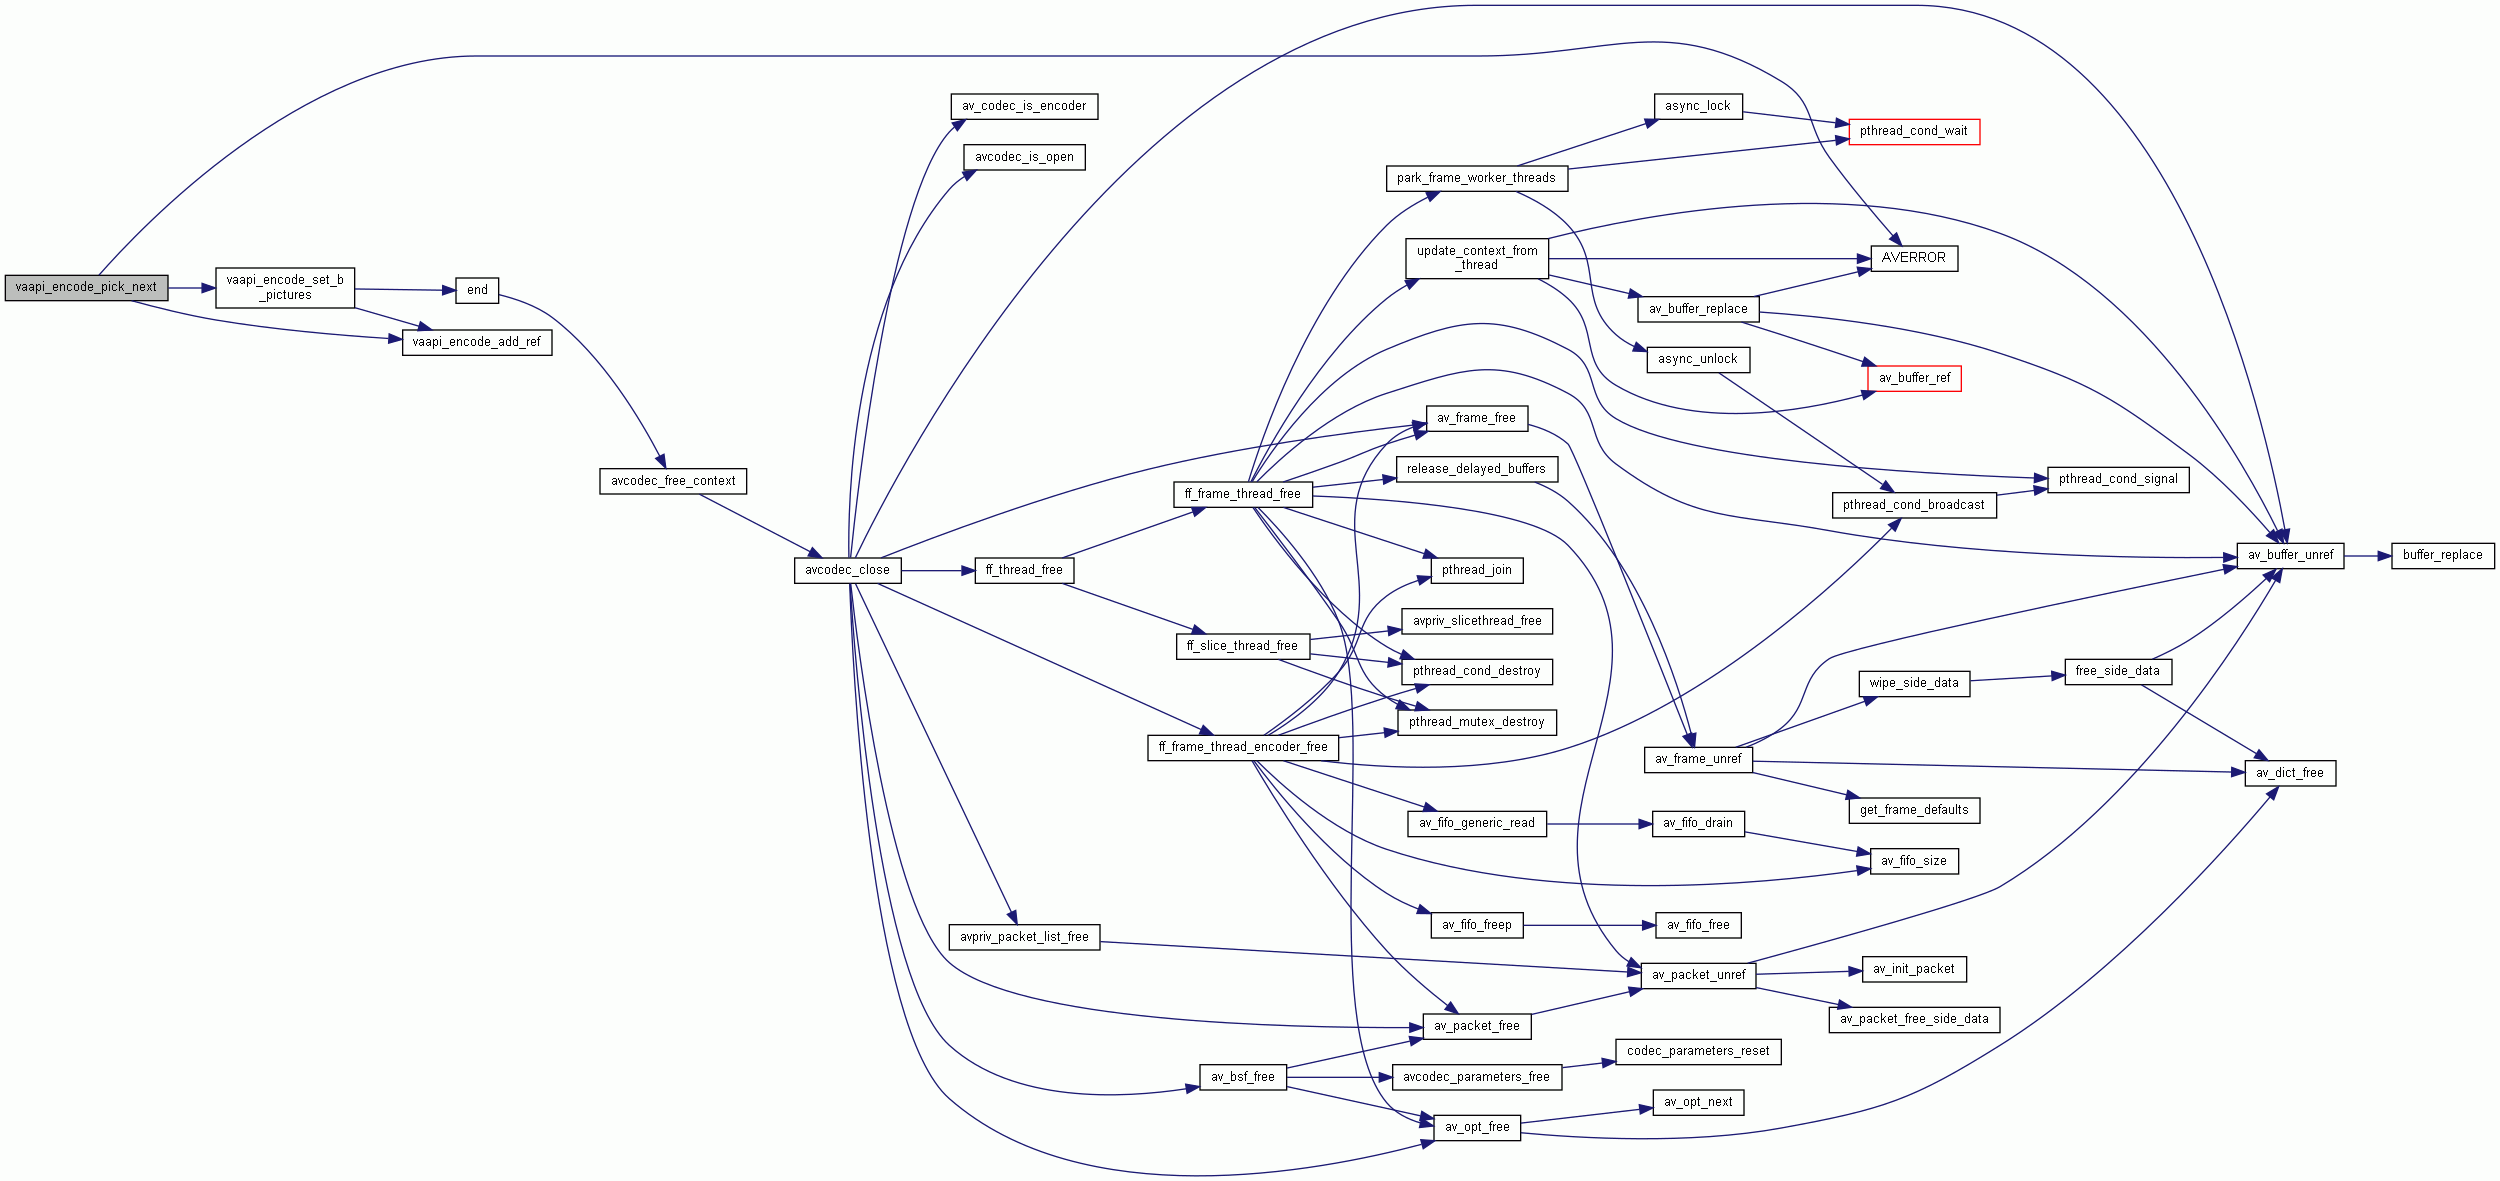 vaapi_encode_pick_next
vaapi_encode_set_b
_pictures
end
vaapi_encode_add_ref
avcodec_free_context
avcodec_close
av_codec_is_encoder
avcodec_is_open
ff_thread_free
avpriv_packet_list_free
ff_frame_thread_free
ff_slice_thread_free
ff_frame_thread_encoder_free
av_bsf_free
park_frame_worker_threads
update_context_from
_thread
av_frame_free
release_delayed_buffers
pthread_join
avpriv_slicethread_free
pthread_cond_destroy
pthread_mutex_destroy
av_fifo_generic_read
av_fifo_freep
av_packet_free
avcodec_parameters_free
av_opt_free
async_lock
av_buffer_replace
async_unlock
av_frame_unref
av_fifo_drain
av_fifo_free
av_packet_unref
codec_parameters_reset
av_opt_next
pthread_cond_wait
AVERROR
av_buffer_ref
pthread_cond_broadcast
wipe_side_data
get_frame_defaults
av_fifo_size
av_init_packet
av_packet_free_side_data
pthread_cond_signal
free_side_data
av_buffer_unref
av_dict_free
buffer_replace